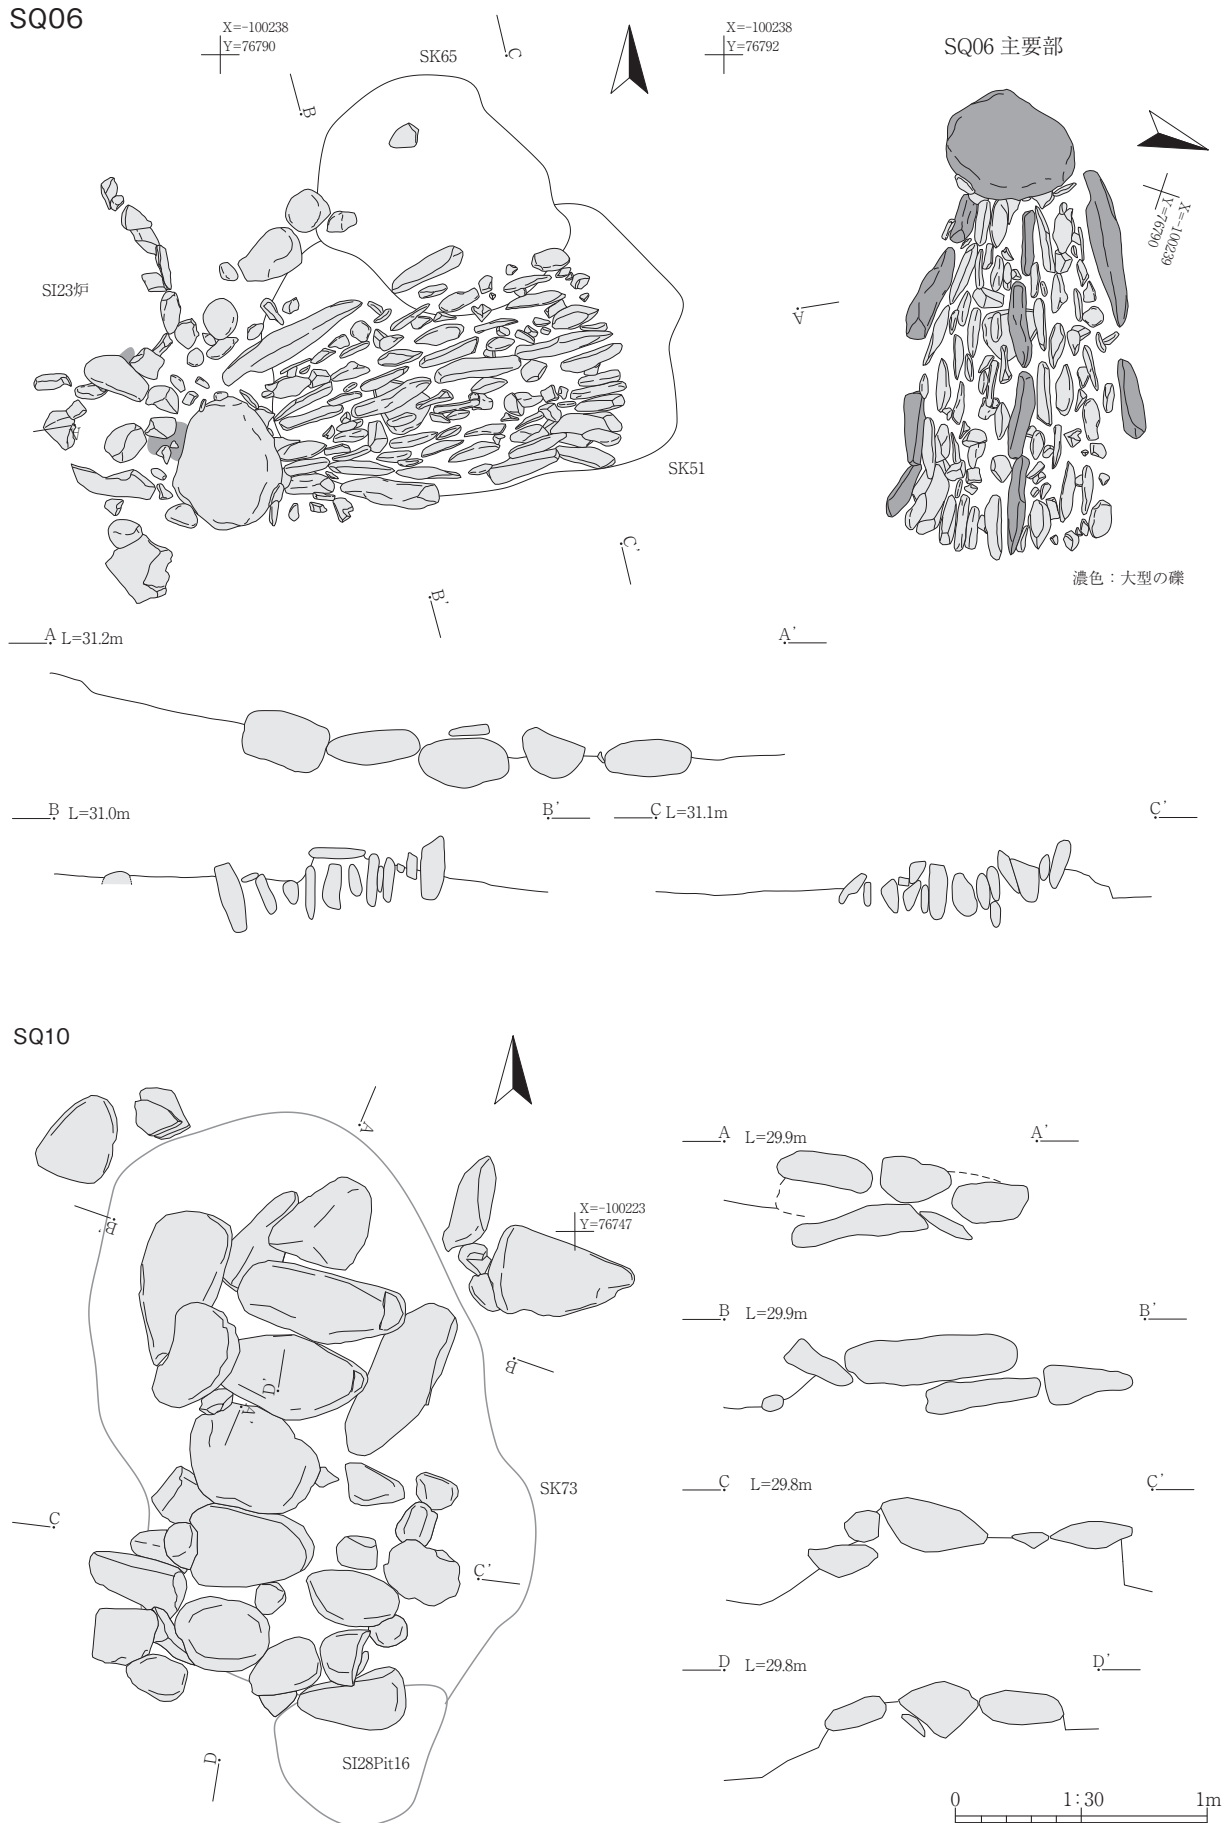 SQ06
X=-100238
Y=76790
C
X=-100238
Y=76792
SK65
SQ06 主要部
B
X=-100239
Y=76790
SI23炉
A
SK51
C'
B'
濃色：大型の礫
A L=31.2m
A'
B L=31.0m
B'
C L=31.1m
C'
SQ10
A
B'
X=-100223
Y=76747
A L=29.9m
A'
B L=29.9m
B'
B
D'
A'
SK73
C
C'
C L=29.8m
C'
D L=29.8m
D'
D
SI28Pit16
0 1:30 1m